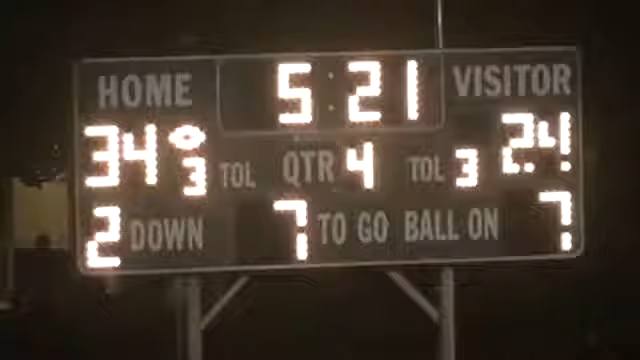 HOME 5:21 VISITOR
34 3 TOL QTR 4 TOL 3 24
2 DOWN 7 TO GO BALL ON 7